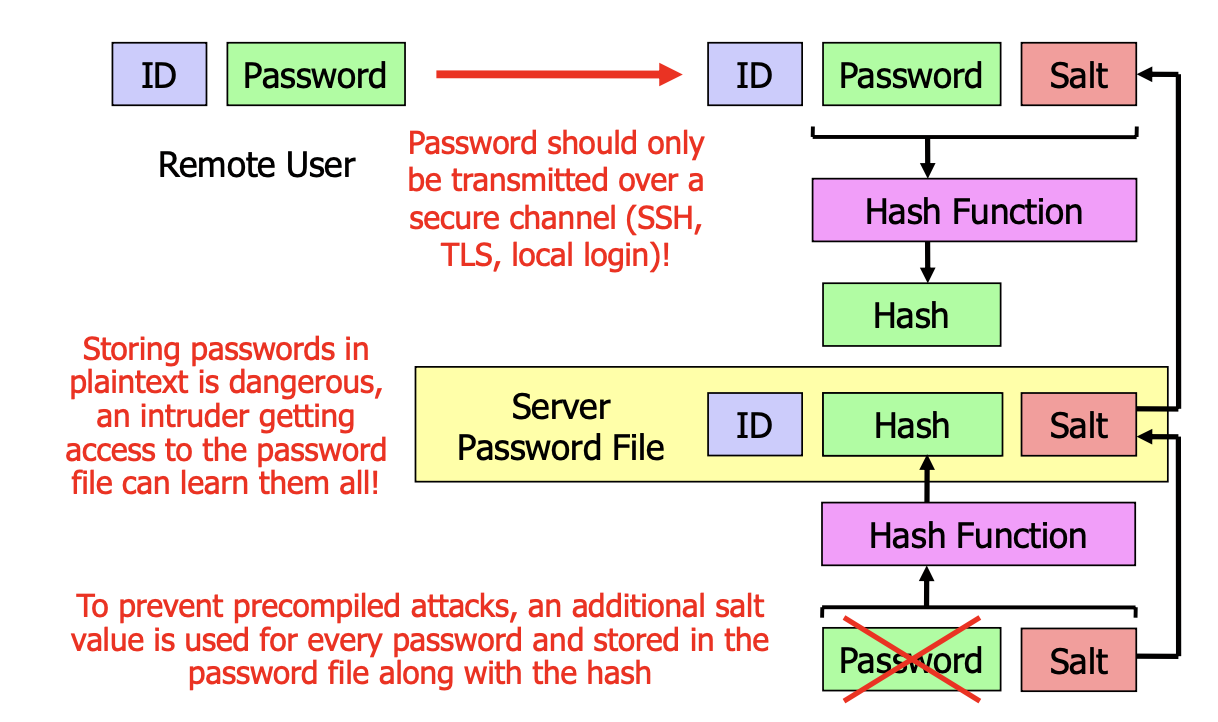 ID
Password
ID
Password
Salt
Remote User
Password should only
be transmitted over a
secure channel (SSH,
TLS, local login)!
Hash Function
Hash
Storing passwords in
plaintext is dangerous,
an intruder getting
access to the password
file can learn them all!
Server
Password File
ID
Hash
Salt
Hash Function
To prevent precompiled attacks, an additional salt
value is used for every password and stored in the
password file along with the hash
Password
Salt